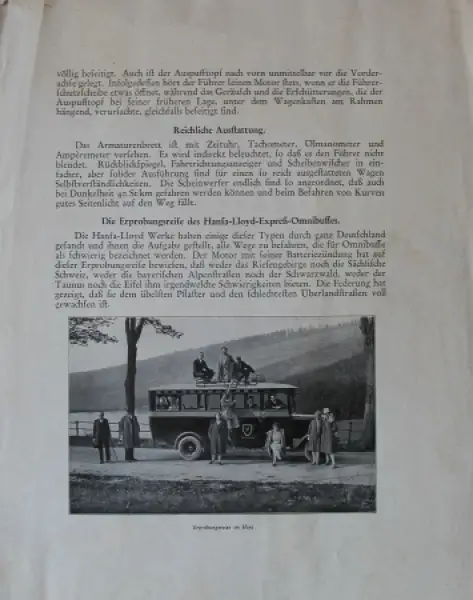 völlig beseitigt. Auch ist der Auspufftopf nach vorn unmittelbar vor die Vorder-
achse gelegt. Infolgedessen hört der Führer seinen Motor stets, wenn er die Führer-
schutzscheibe etwas öffnet, während das Geräusch und die Erschütterungen, die der
Auspufftopf bei seiner früheren Lage, unter dem Wagenkasten am Rahmen
hängend, verursachte, gleichfalls beseitigt sind.
Reichliche Ausstattung.
Das Armaturenbrett ist mit Zeituhr, Tachometer, Ölmanometer und
Ampèremeter versehen. Es wird indirekt beleuchtet, so daß es den Führer nicht
blendet. Rückblickspiegel, Fahrtrichtungsanzeiger und Scheibenwischer in ein-
facher, aber solider Ausführung sind für einen so reich ausgestatteten Wagen
Selbstverständlichkeiten. Die Scheinwerfer endlich sind so angeordnet, daß auch
bei Dunkelheit 40 St/km gefahren werden können und beim Befahren von Kurven
gutes Seitenlicht auf den Weg fällt.
Die Erprobungsreise des Hansa-Lloyd-Expreß-Omnibusses.
Die Hansa-Lloyd Werke haben einige dieser Typen durch ganz Deutschland
gesandt und ihnen die Aufgabe gestellt, alle Wege zu befahren, die für Omnibusse
als schwierig bezeichnet werden. Der Motor mit seiner Batteriezündung hat auf
dieser Erprobungsreise bewiesen, daß weder das Riesengebirge noch die Sächsische
Schweiz, weder die bayerischen Alpenstraßen noch der Schwarzwald, weder der
Taunus noch die Eifel ihm irgendwelche Schwierigkeiten bieten. Die Federung hat
gezeigt, daß sie dem übelsten Pflaster und den schlechtesten Überlandstraßen voll
gewachsen ist.